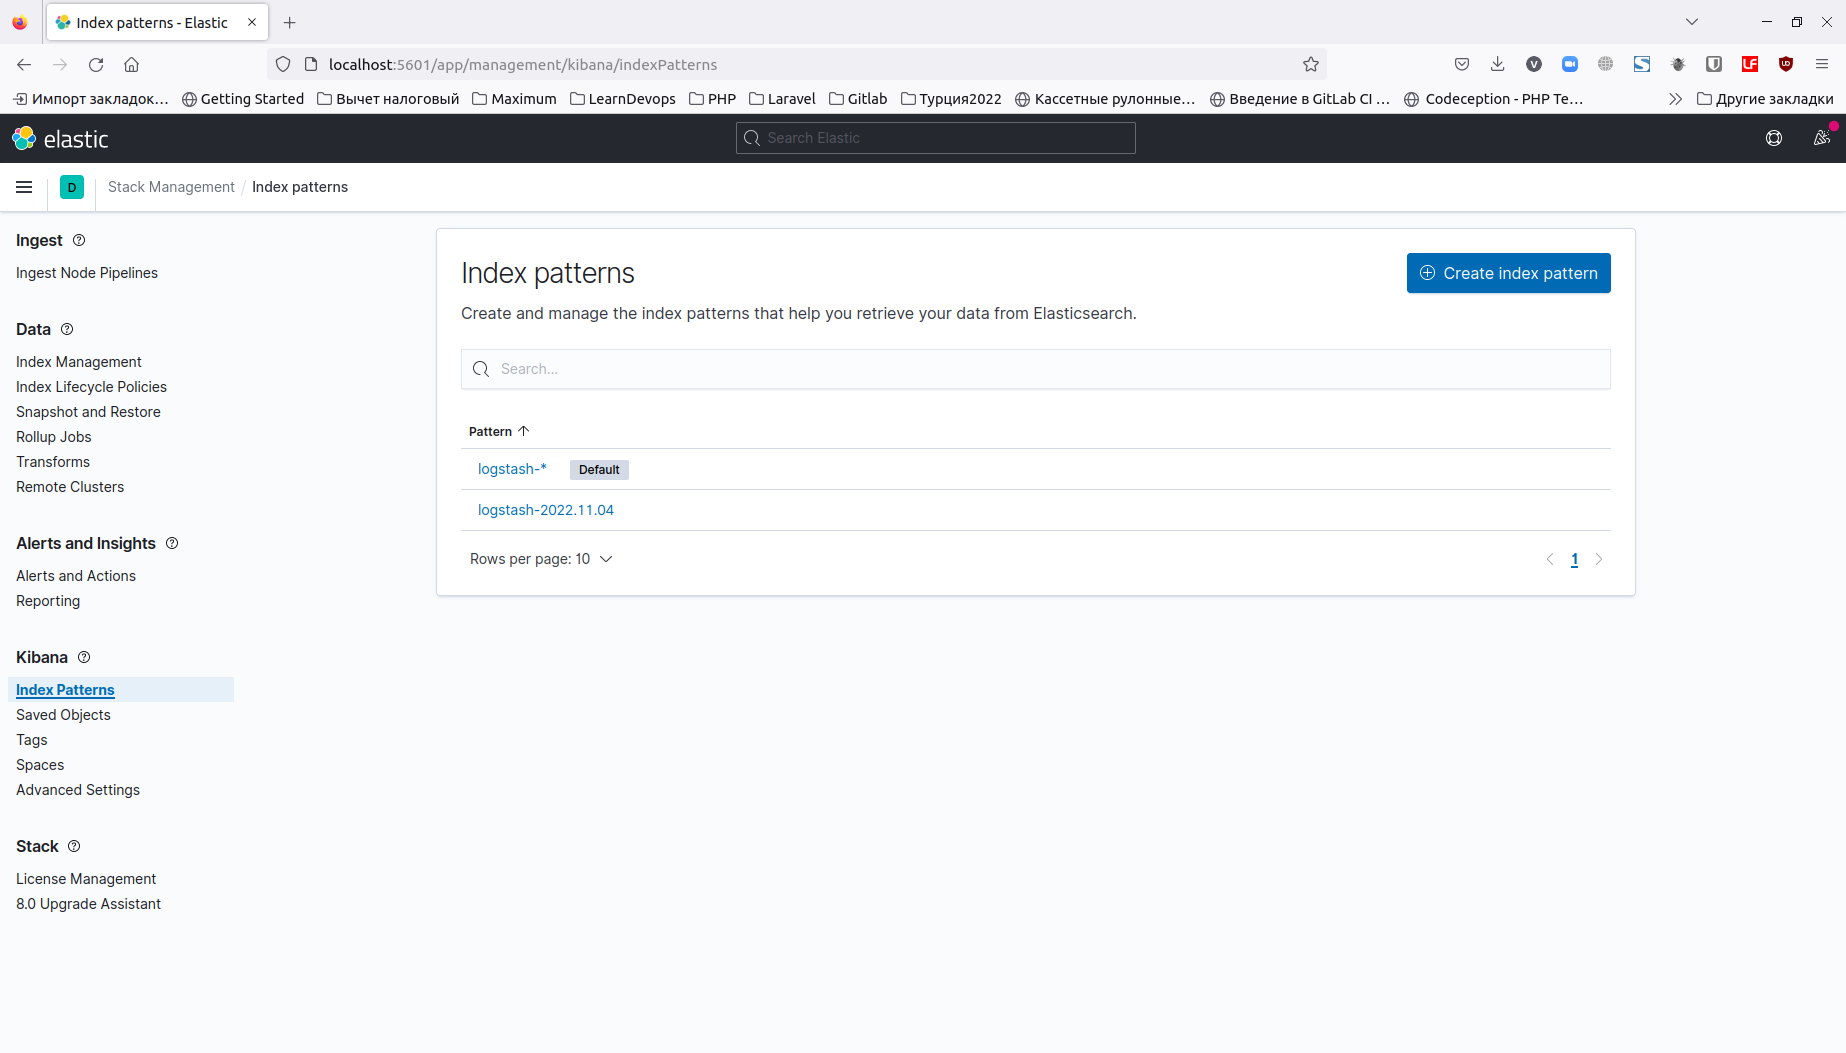 Index patterns - Elastic
localhost:5601/app/management/kibana/indexPatterns
V
LF
Импорт закладок… Getting Started Вычет налоговый Maximum LearnDevops PHP Laravel Gitlab Турция2022 Кассетные рулонные… Введение в GitLab CI … Codeception - PHP Te… Другие закладки
elastic
Search Elastic
D
Stack Management / Index patterns
Ingest
Ingest Node Pipelines
Data
Index Management
Index Lifecycle Policies
Snapshot and Restore
Rollup Jobs
Transforms
Remote Clusters
Alerts and Insights
Alerts and Actions
Reporting
Kibana
Index Patterns
Saved Objects
Tags
Spaces
Advanced Settings
Stack
License Management
8.0 Upgrade Assistant
Index patterns
Create index pattern
Create and manage the index patterns that help you retrieve your data from Elasticsearch.
Search...
Pattern
logstash-* Default
logstash-2022.11.04
Rows per page: 10
1